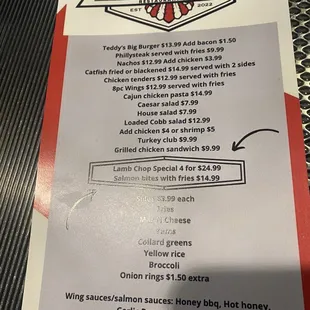 EST 2022
Teddy's Big Burger $13.99 Add bacon $1.50
Phillysteak served with fries $9.99
Nachos $12.99 Add chicken $3.99
Catfish fried or blackened $14.99 served with 2 sides
Chicken tenders $12.99 served with fries
8pc Wings $12.99 served with fries
Cajun chicken pasta $14.99
Caesar salad $7.99
House salad $7.99
Loaded Cobb salad $12.99
Add chicken $4 or shrimp $5
Turkey club $9.99
Grilled chicken sandwich $9.99
Lamb Chop Special 4 for $24.99
Salmon bites with fries $14.99
$3.99 each
Fries
Mac n Cheese
Yams
Collard greens
Yellow rice
Broccoli
Onion rings $1.50 extra
Wing sauces/salmon sauces: Honey bbq, Hot honey,